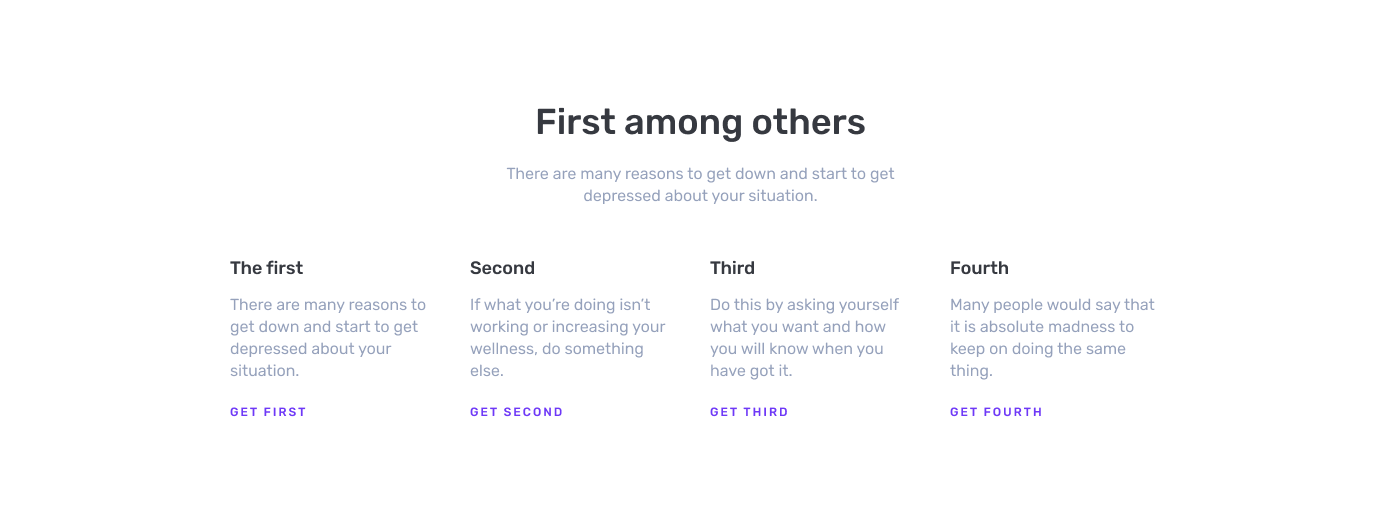 First among others
There are many reasons to get down and start to get
depressed about your situation.
The first
There are many reasons to
get down and start to get
depressed about your
situation.
GET FIRST
Second
If what you’re doing isn’t
working or increasing your
wellness, do something
else.
GET SECOND
Third
Do this by asking yourself
what you want and how
you will know when you
have got it.
GET THIRD
Fourth
Many people would say that
it is absolute madness to
keep on doing the same
thing.
GET FOURTH